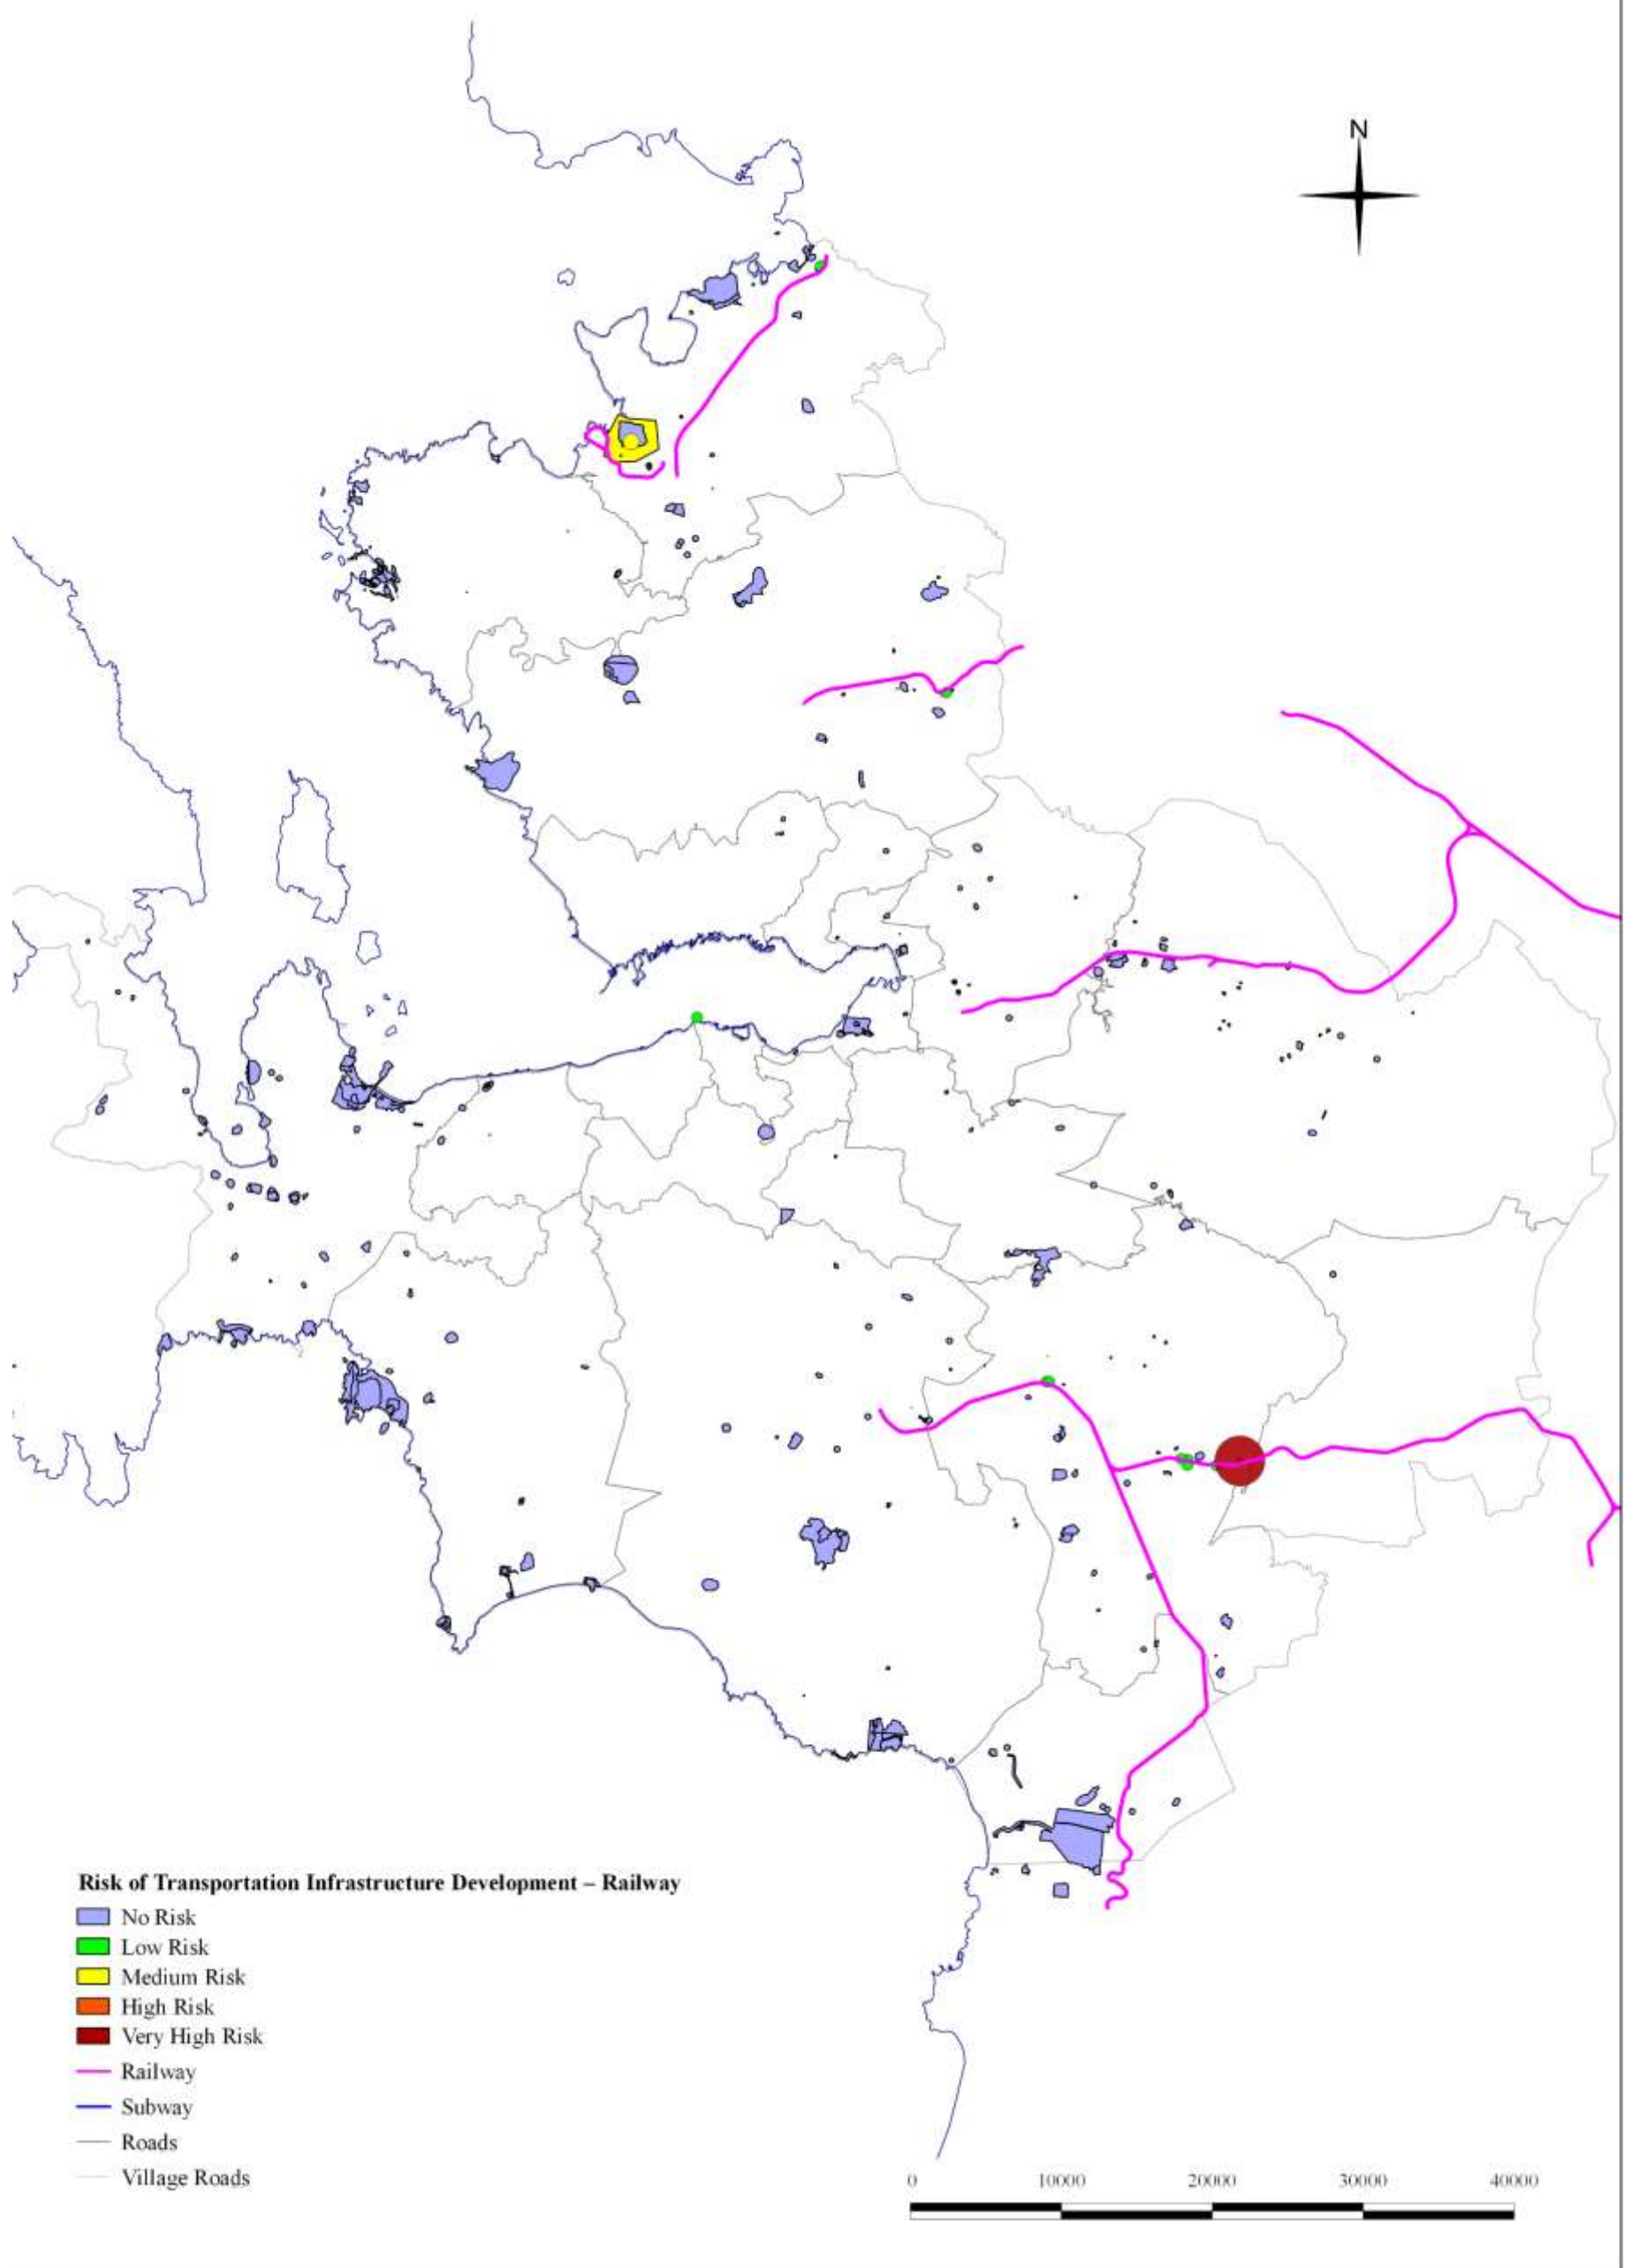 N
Risk of Transportation Infrastructure Development – Railway
No Risk
Low Risk
Medium Risk
High Risk
Very High Risk
Railway
Subway
Roads
Village Roads
0 10000 20000 30000 40000